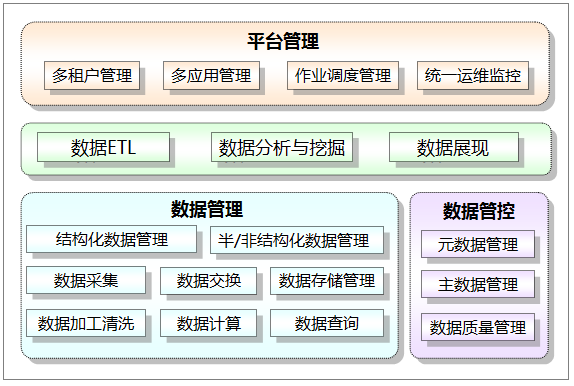 平台管理
多租户管理 多应用管理 作业调度管理 统一运维监控
数据ETL 数据分析与挖掘 数据展现
数据管理
结构化数据管理 半/非结构化数据管理
数据采集 数据交换 数据存储管理
数据加工清洗 数据计算 数据查询
数据管控
元数据管理
主数据管理
数据质量管理